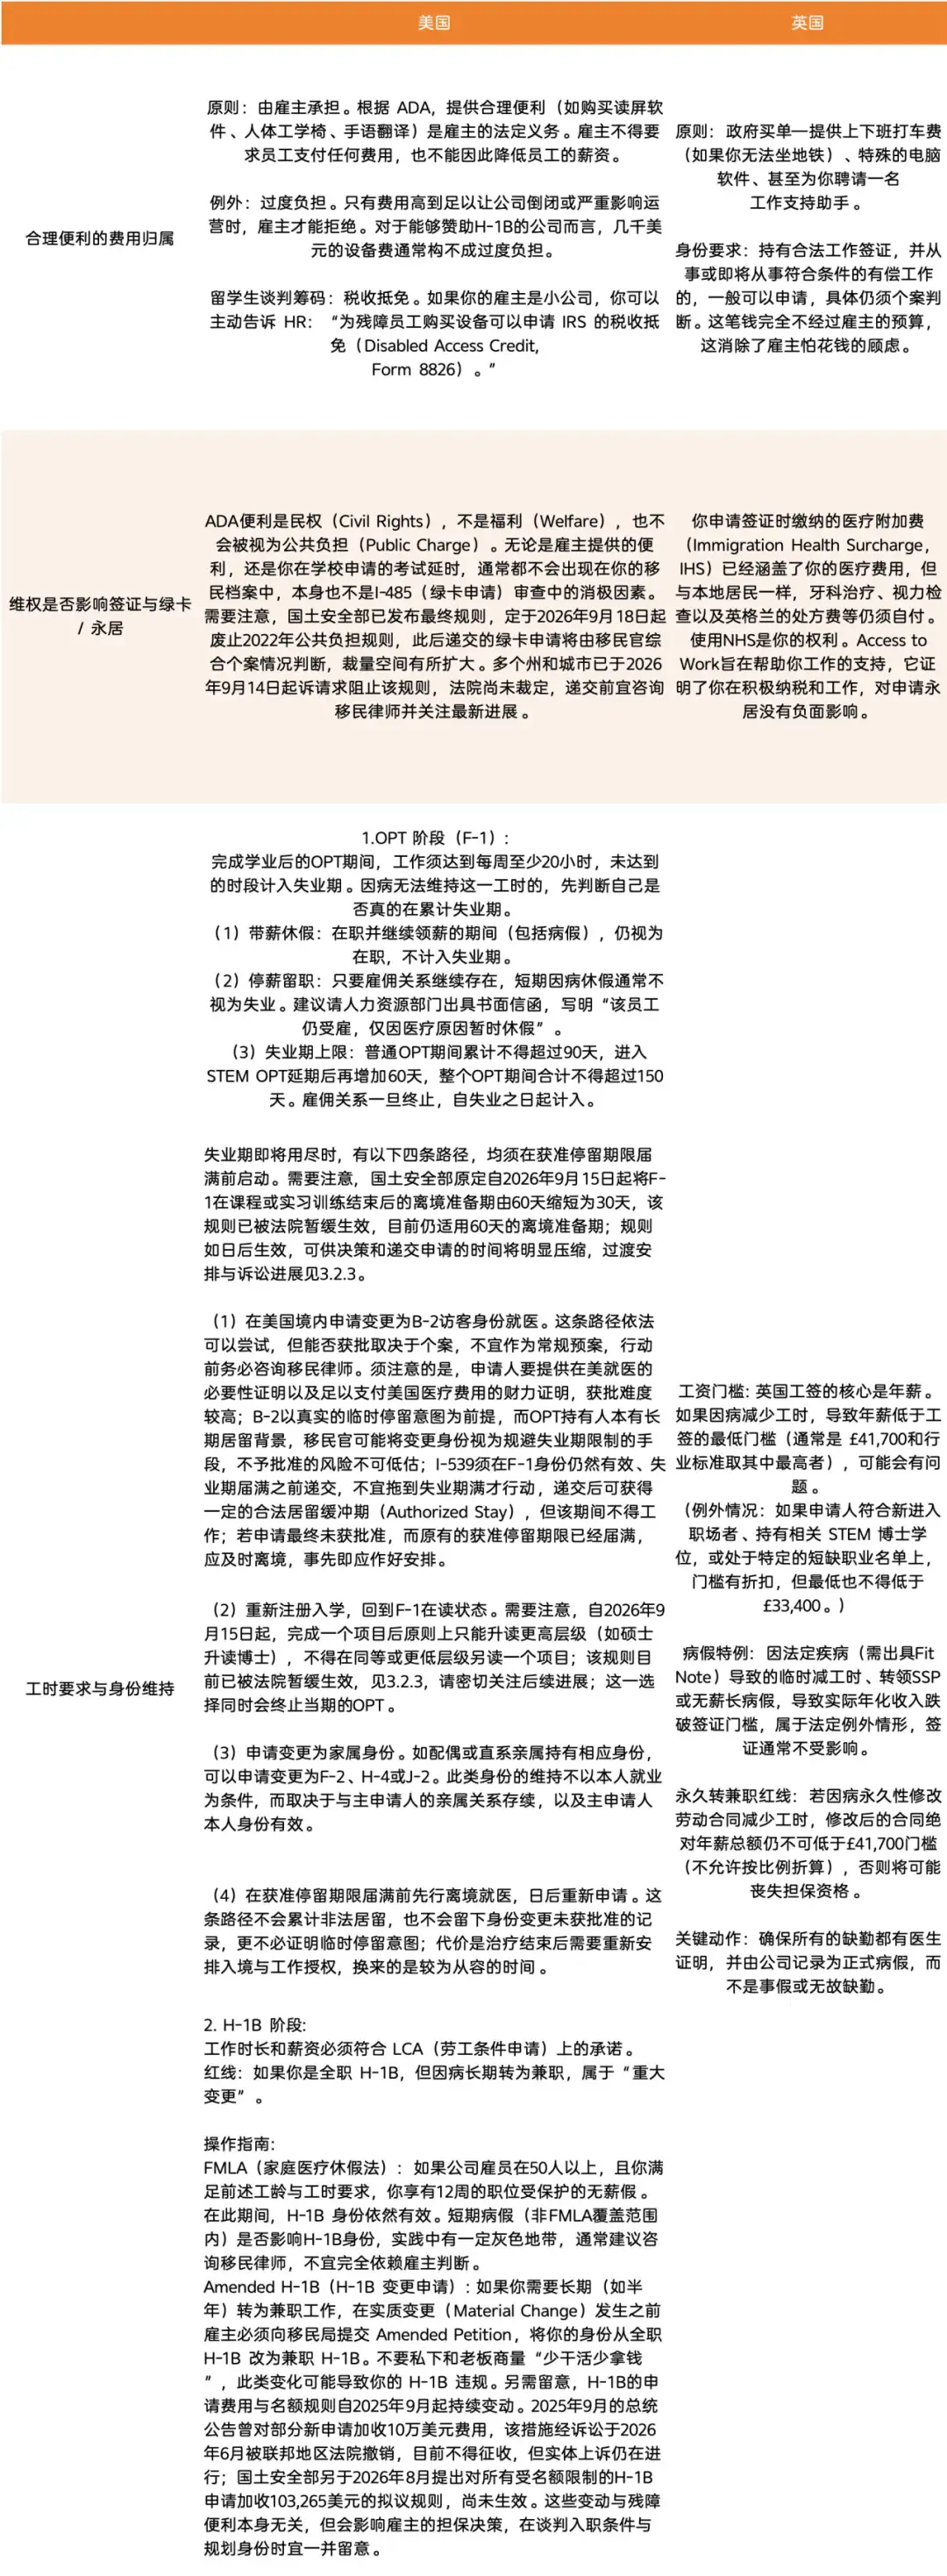 美国
英国
合理便利的费用归属
原则：由雇主承担。根据 ADA，提供合理便利（如购买读屏软
件、人体工学椅、手语翻译）是雇主的法定义务。雇主不得要
求员工支付任何费用，也不能因此降低员工的薪资。
例外：过度负担。只有费用高到足以让公司倒闭或严重影响运
营时，雇主才能拒绝。对于能够赞助H-1B的公司而言，几千美
元的设备费通常构不成过度负担。
留学生谈判筹码：税收抵免。如果你的雇主是小公司，你可以
主动告诉 HR：“为残障员工购买设备可以申请 IRS 的税收抵
免（Disabled Access Credit,
Form 8826）。”
原则：政府买单—提供上下班打车费
（如果你无法坐地铁）、特殊的电脑
软件、甚至为你聘请一名
工作支持助手。
身份要求：持有合法工作签证，并从
事或即将从事符合条件的有偿工作
的，一般可以申请，具体仍须个案判
断。这笔钱完全不经过雇主的预算，
这消除了雇主怕花钱的顾虑。
维权是否影响签证与绿卡
/ 永居
ADA便利是民权（Civil Rights），不是福利（Welfare），也不
会被视为公共负担（Public Charge）。无论是雇主提供的便
利，还是你在学校申请的考试延时，通常都不会出现在你的移
民档案中，本身也不是I-485（绿卡申请）审查中的消极因素。
需要注意，国土安全部已发布最终规则，定于2026年9月18日起
废止2022年公共负担规则，此后递交的绿卡申请将由移民官综
合个案情况判断，裁量空间有所扩大。多个州和城市已于2026
年9月14日起诉请求阻止该规则，法院尚未裁定，递交前宜咨询
移民律师并关注最新进展。
你申请签证时缴纳的医疗附加费
（Immigration Health Surcharge，
IHS）已经涵盖了你的医疗费用，但
与本地居民一样，牙科治疗、视力检
查以及英格兰的处方费等仍须自付。
使用NHS是你的权利。Access to
Work旨在帮助你工作的支持，它证
明了你在积极纳税和工作，对申请永
居没有负面影响。
工时要求与身份维持
1.OPT 阶段（F-1）：
完成学业后的OPT期间，工作须达到每周至少20小时，未达到
的时段计入失业期。因病无法维持这一工时的，先判断自己是
否真的在累计失业期。
（1）带薪休假：在职并继续领薪的期间（包括病假），仍视为
在职，不计入失业期。
（2）停薪留职：只要雇佣关系继续存在，短期因病休假通常不
视为失业。建议请人力资源部门出具书面信函，写明“该员工
仍受雇，仅因医疗原因暂时休假”。
（3）失业期上限：普通OPT期间累计不得超过90天，进入
STEM OPT延期后再增加60天，整个OPT期间合计不得超过150
天。雇佣关系一旦终止，自失业之日起计入。
失业期即将用尽时，有以下四条路径，均须在获准停留期限届
满前启动。需要注意，国土安全部原定自2026年9月15日起将F-
1在课程或实习训练结束后的离境准备期由60天缩短为30天，该
规则已被法院暂缓生效，目前仍适用60天的离境准备期；规则
如日后生效，可供决策和递交申请的时间将明显压缩，过渡安
排与诉讼进展见3.2.3。
（1）在美国境内申请变更为B-2访客身份就医。这条路径依法
可以尝试，但能否获批取决于个案，不宜作为常规预案，行动
前务必咨询移民律师。须注意的是，申请人要提供在美就医的
必要性证明以及足以支付美国医疗费用的财力证明，获批难度
较高；B-2以真实的临时停留意图为前提，而OPT持有人本有长
期居留背景，移民官可能将变更身份视为规避失业期限制的手
段，不予批准的风险不可低估；I-539须在F-1身份仍然有效、失
业期届满之前递交，不宜拖到失业期满才行动，递交后可获得
一定的合法居留缓冲期（Authorized Stay），但该期间不得工
作；若申请最终未获批准，而原有的获准停留期限已经届满，
应及时离境，事先即应作好安排。
（2）重新注册入学，回到F-1在读状态。需要注意，自2026年9
月15日起，完成一个项目后原则上只能升读更高层级（如硕士
升读博士），不得在同等或更低层级另读一个项目；该规则目
前已被法院暂缓生效，见3.2.3，请密切关注后续进展；这一选
择同时会终止当期的OPT。
（3）申请变更为家属身份。如配偶或直系亲属持有相应身份，
可以申请变更为F-2、H-4或J-2。此类身份的维持不以本人就业
为条件，而取决于与主申请人的亲属关系存续，以及主申请人
本人身份有效。
（4）在获准停留期限届满前先行离境就医，日后重新申请。这
条路径不会累计非法居留，也不会留下身份变更未获批准的记
录，更不必证明临时停留意图；代价是治疗结束后需要重新安
排入境与工作授权，换来的是较为从容的时间。
2. H-1B 阶段:
工作时长和薪资必须符合 LCA（劳工条件申请）上的承诺。
红线：如果你是全职 H-1B，但因病长期转为兼职，属于“重大
变更”。
操作指南：
FMLA（家庭医疗休假法）：如果公司雇员在50人以上，且你满
足前述工龄与工时要求，你享有12周的职位受保护的无薪假。
在此期间，H-1B 身份依然有效。短期病假（非FMLA覆盖范围
内）是否影响H-1B身份，实践中有一定灰色地带，通常建议咨
询移民律师，不宜完全依赖雇主判断。
Amended H-1B（H-1B 变更申请）：如果你需要长期（如半
年）转为兼职工作，在实质变更（Material Change）发生之前
雇主必须向移民局提交 Amended Petition，将你的身份从全职
H-1B 改为兼职 H-1B。不要私下和老板商量“少干活少拿钱
”，此类变化可能导致你的 H-1B 违规。另需留意，H-1B的申
请费用与名额规则自2025年9月起持续变动。2025年9月的总统
公告曾对部分新申请加收10万美元费用，该措施经诉讼于2026
年6月被联邦地区法院撤销，目前不得征收，但实体上诉仍在进
行；国土安全部另于2026年8月提出对所有受名额限制的H-1B
申请加收103,265美元的拟议规则，尚未生效。这些变动与残障
便利本身无关，但会影响雇主的担保决策，在谈判入职条件与
规划身份时宜一并留意。
工资门槛: 英国工签的核心是年薪。
如果因病减少工时，导致年薪低于工
签的最低门槛（通常是 £41,700和行
业标准取其中最高者），可能会有问
题。
（例外情况：如果申请人符合新进入
职场者、持有相关 STEM 博士学
位，或处于特定的短缺职业名单上，
门槛有折扣，但最低也不得低于
£33,400。)
病假特例：因法定疾病（需出具Fit
Note）导致的临时减工时、转领SSP
或无薪长病假，导致实际年化收入跌
破签证门槛，属于法定例外情形，签
证通常不受影响。
永久转兼职红线：若因病永久性修改
劳动合同减少工时，修改后的合同绝
对年薪总额仍不可低于£41,700门槛
（不允许按比例折算），否则将可能
丧失担保资格。
关键动作：确保所有的缺勤都有医生
证明，并由公司记录为正式病假，而
不是事假或无故缺勤。